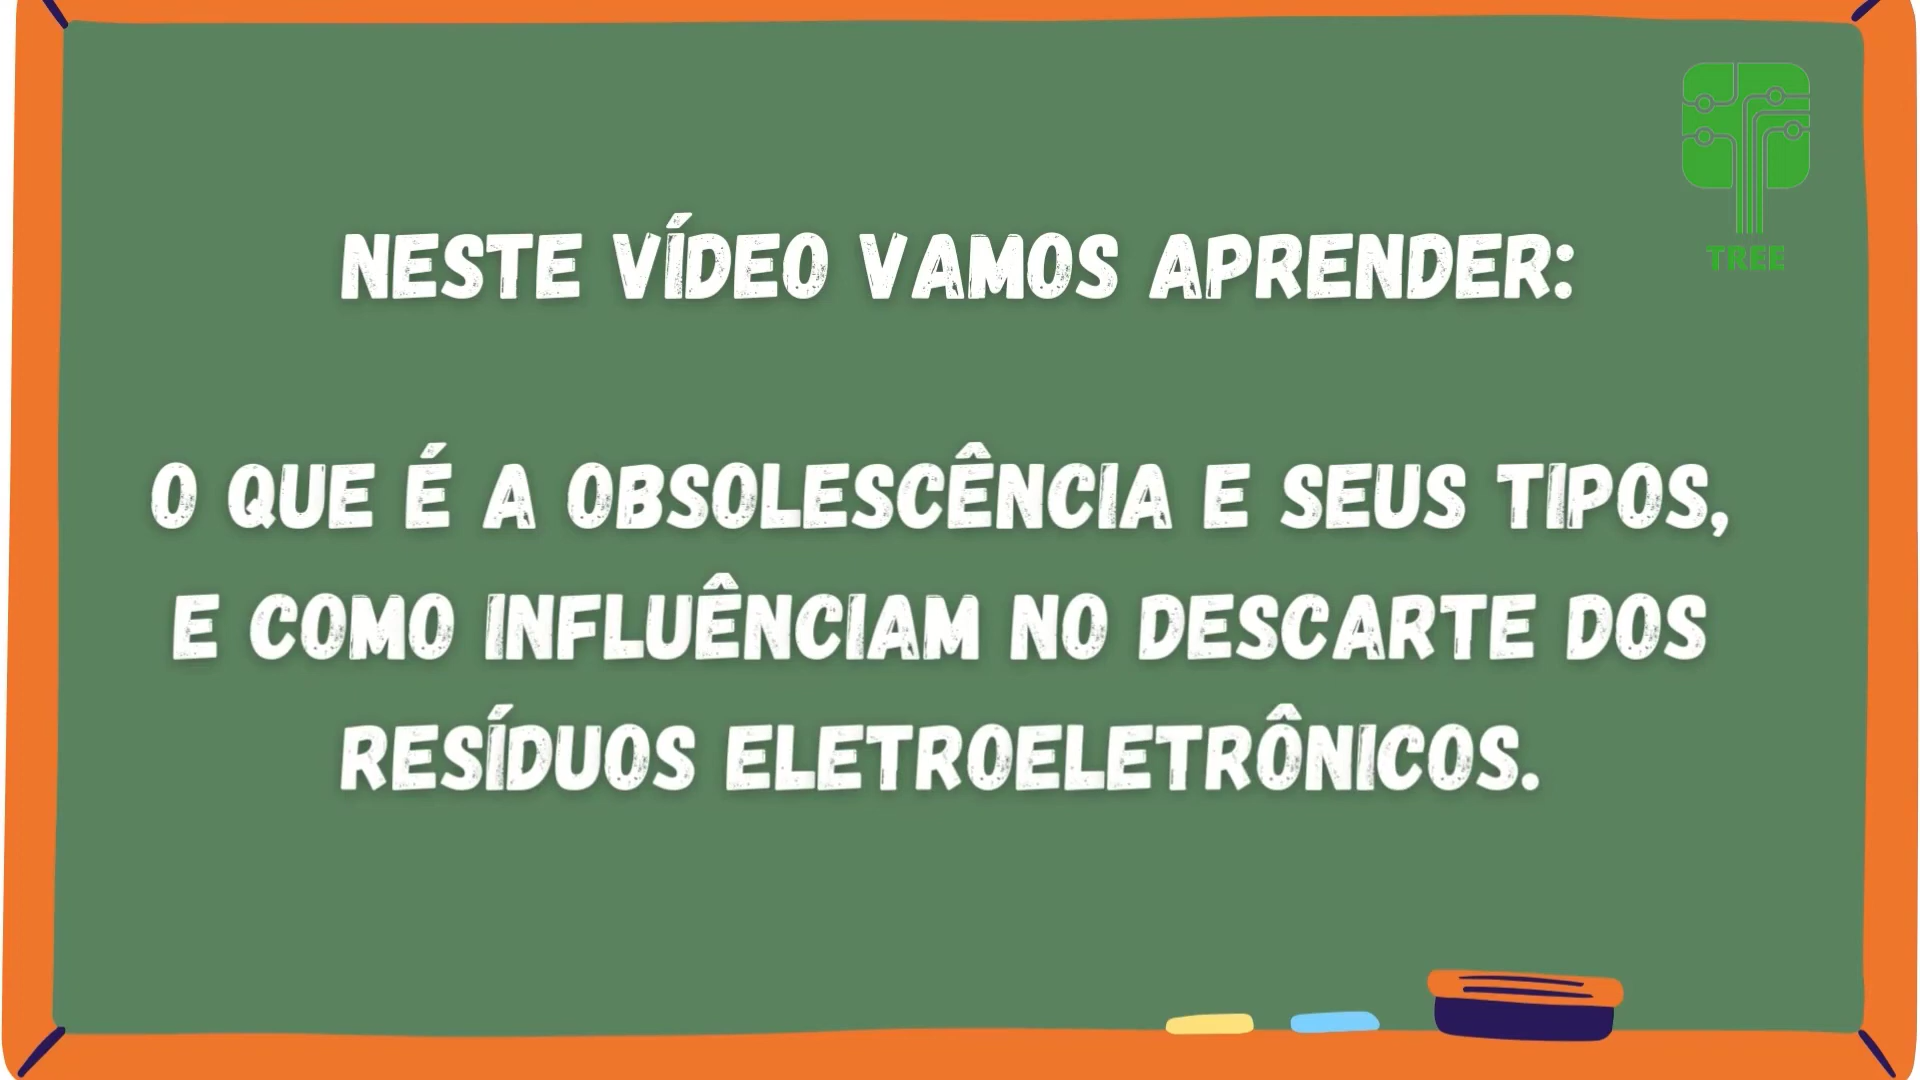 TREE
NESTE VÍDEO VAMOS APRENDER:
O QUE É A OBSOLESCÊNCIA E SEUS TIPOS,
E COMO INFLUÊNCIAM NO DESCARTE DOS
RESÍDUOS ELETROELETRÔNICOS.